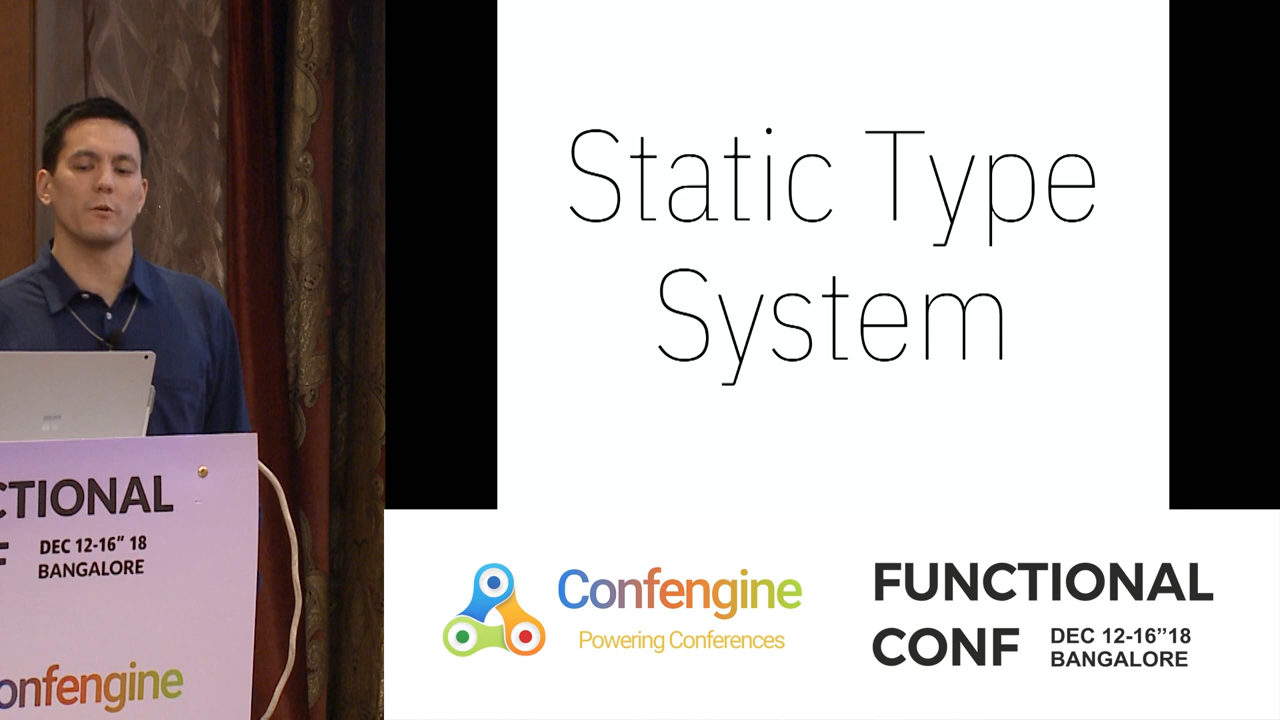 Static Type
System
CTIONAL
F DEC 12-16" 18
BANGALORE
onfengine
Confengine
Powering Conferences
FUNCTIONAL
CONF DEC 12-16”18
BANGALORE